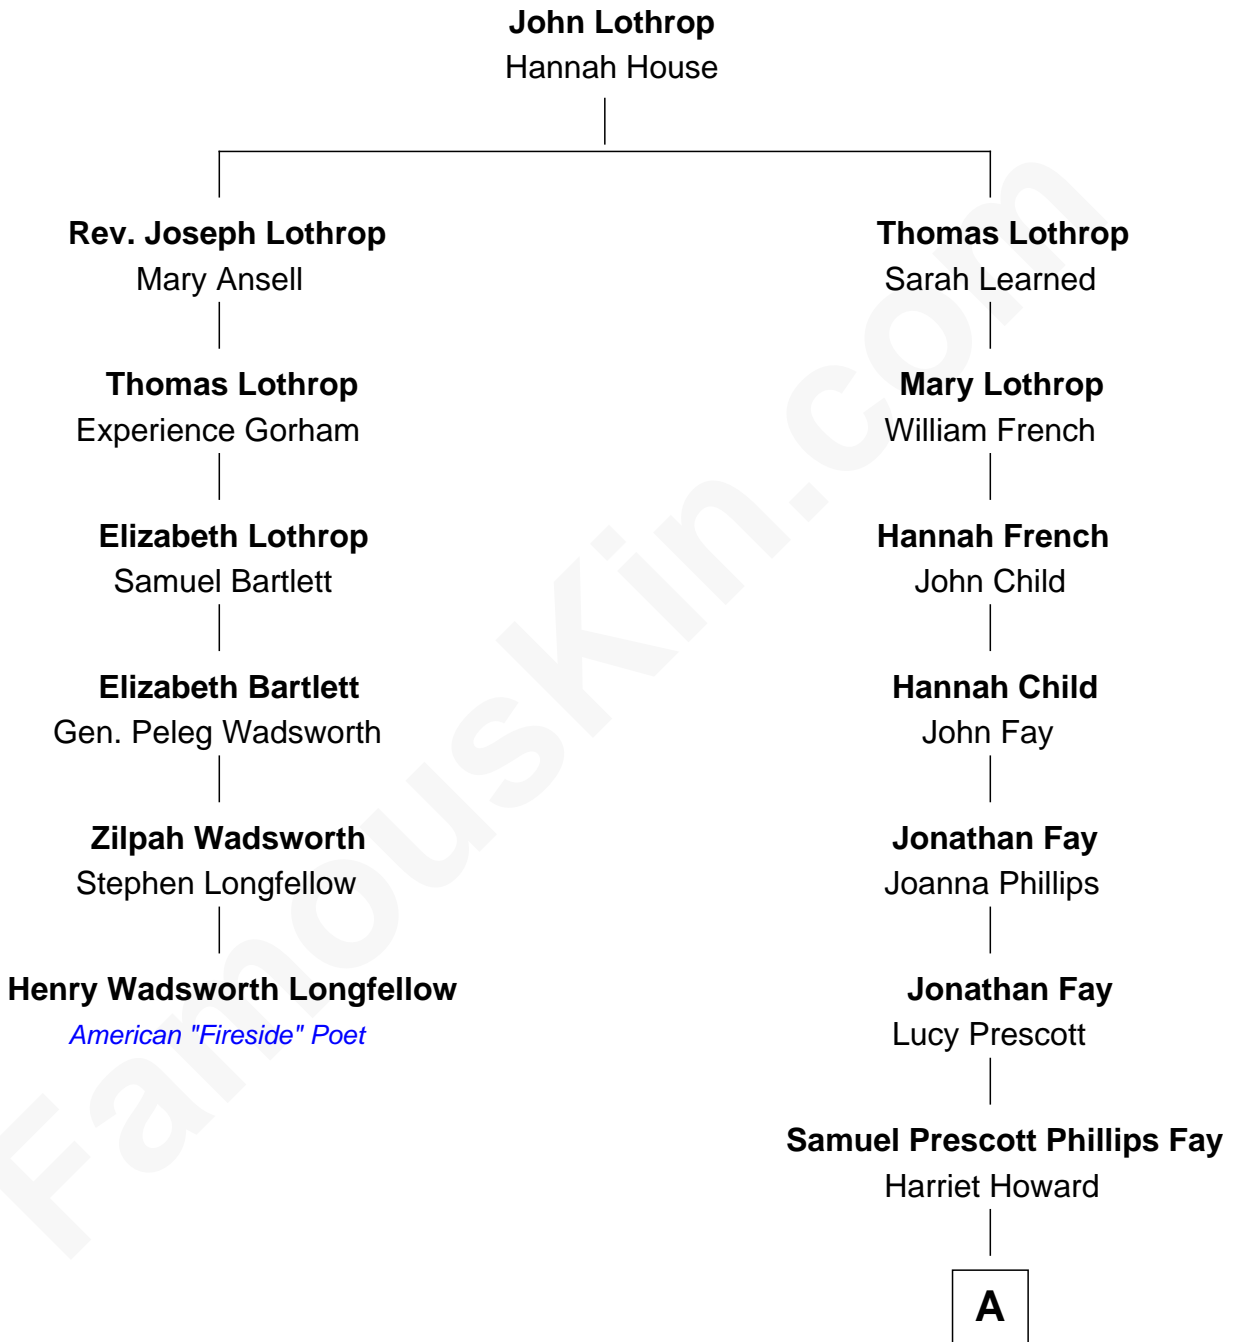 John Lothrop
Hannah House
Rev. Joseph Lothrop
Mary Ansell
Thomas Lothrop
Experience Gorham
Elizabeth Lothrop
Samuel Bartlett
Elizabeth Bartlett
Gen. Peleg Wadsworth
Zilpah Wadsworth
Stephen Longfellow
Henry Wadsworth Longfellow
American "Fireside" Poet
Thomas Lothrop
Sarah Learned
Mary Lothrop
William French
Hannah French
John Child
Hannah Child
John Fay
Jonathan Fay
Joanna Phillips
Jonathan Fay
Lucy Prescott
Samuel Prescott Phillips Fay
Harriet Howard
A
FamousKin.com